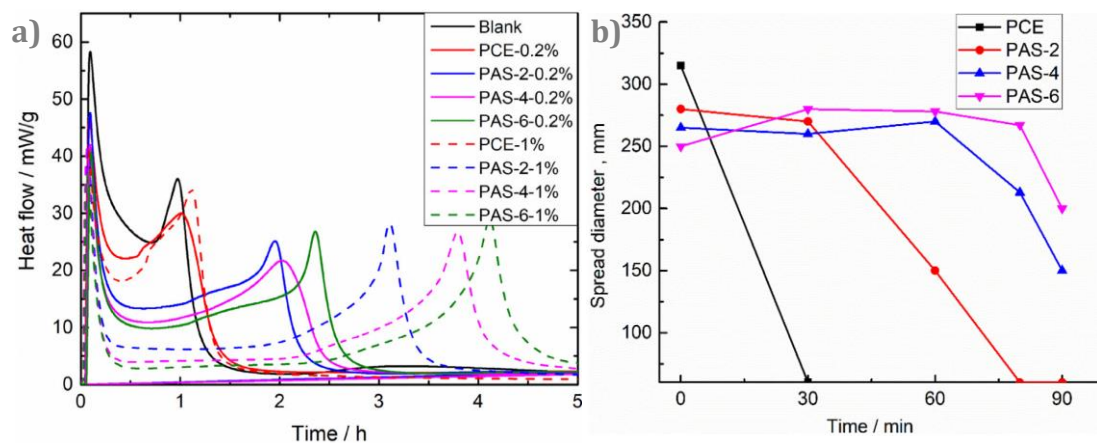 a)
Heat flow / mW/g
60
50
40
30
20
10
0
0 1 2 3 4 5
Time / h
Blank
PCE-0.2%
PAS-2-0.2%
PAS-4-0.2%
PAS-6-0.2%
PCE-1%
PAS-2-1%
PAS-4-1%
PAS-6-1%
b)
Spread diameter , mm
350
300
250
200
150
100
0 30 60 90
Time / min
PCE
PAS-2
PAS-4
PAS-6